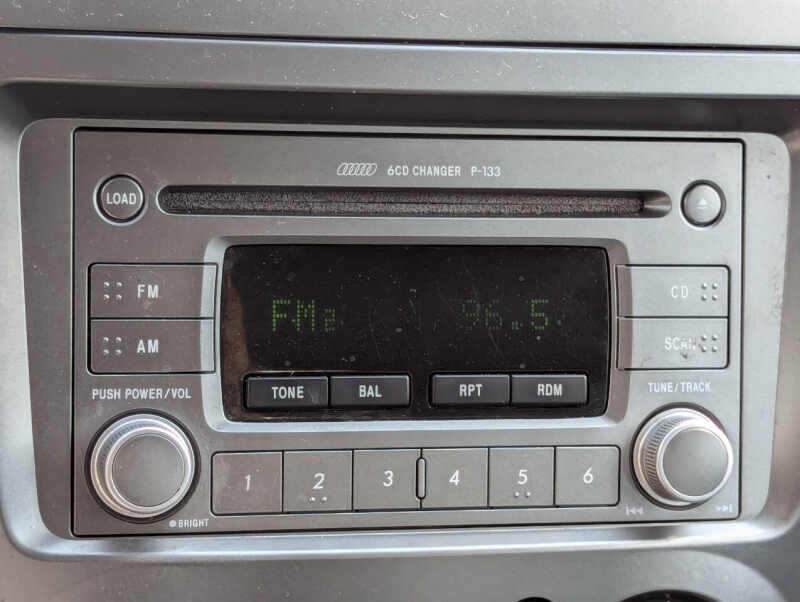 6CD CHANGER P-133
LOAD
FM
CD
FM2 96.5
AM
SCAN
TONE BAL RPT RDM
PUSH POWER/VOL
TUNE/TRACK
1 2 3 4 5 6
BRIGHT